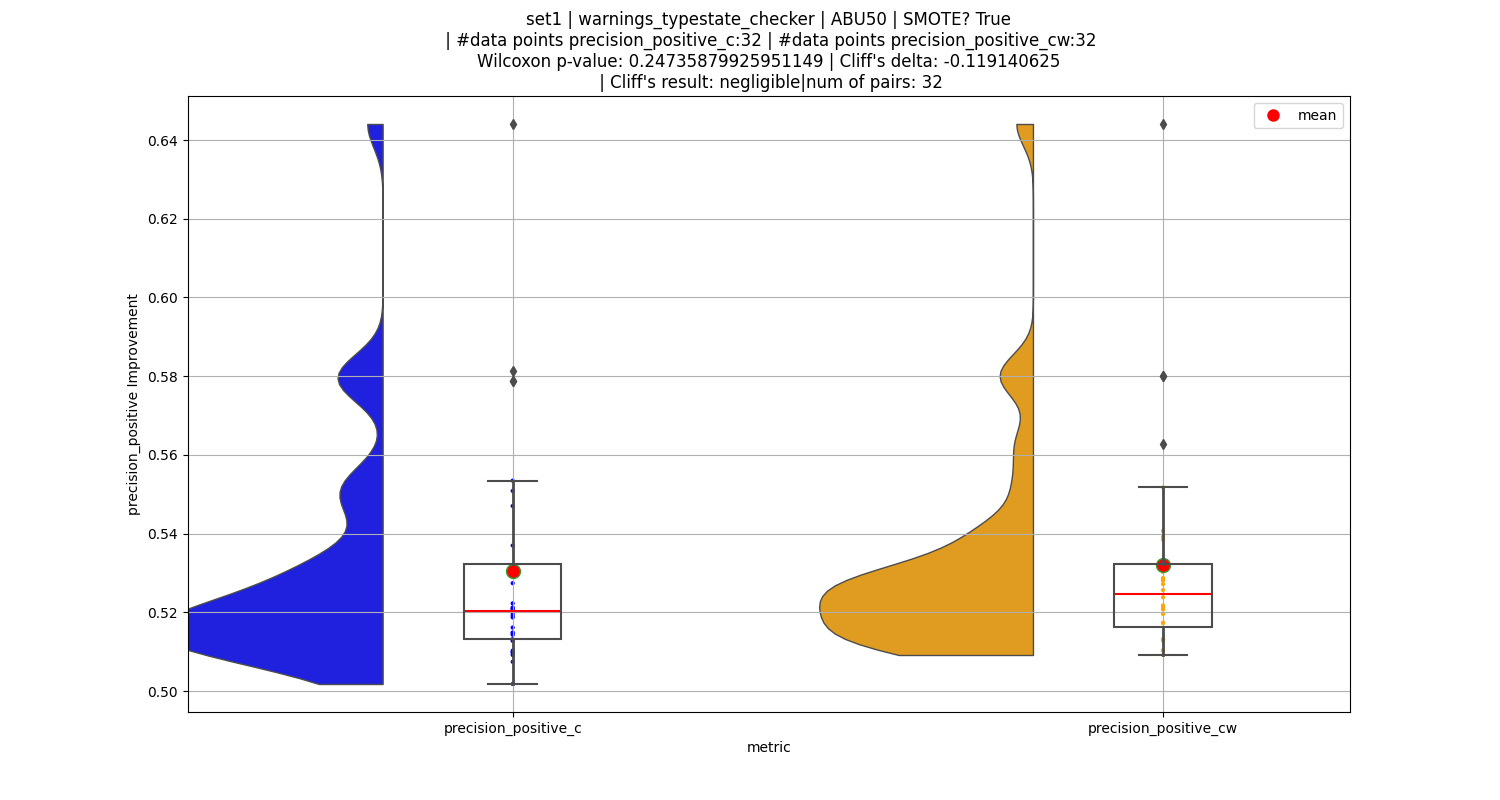 set1 | warnings_typestate_checker | ABU50 | SMOTE? True
| #data points precision_positive_c:32 | #data points precision_positive_cw:32
Wilcoxon p-value: 0.24735879925951149 | Cliff's delta: -0.119140625
| Cliff's result: negligible|num of pairs: 32
mean
0.64
0.62
0.60
0.58
0.56
0.54
0.52
0.50
precision_positive Improvement
precision_positive_c
precision_positive_cw
metric